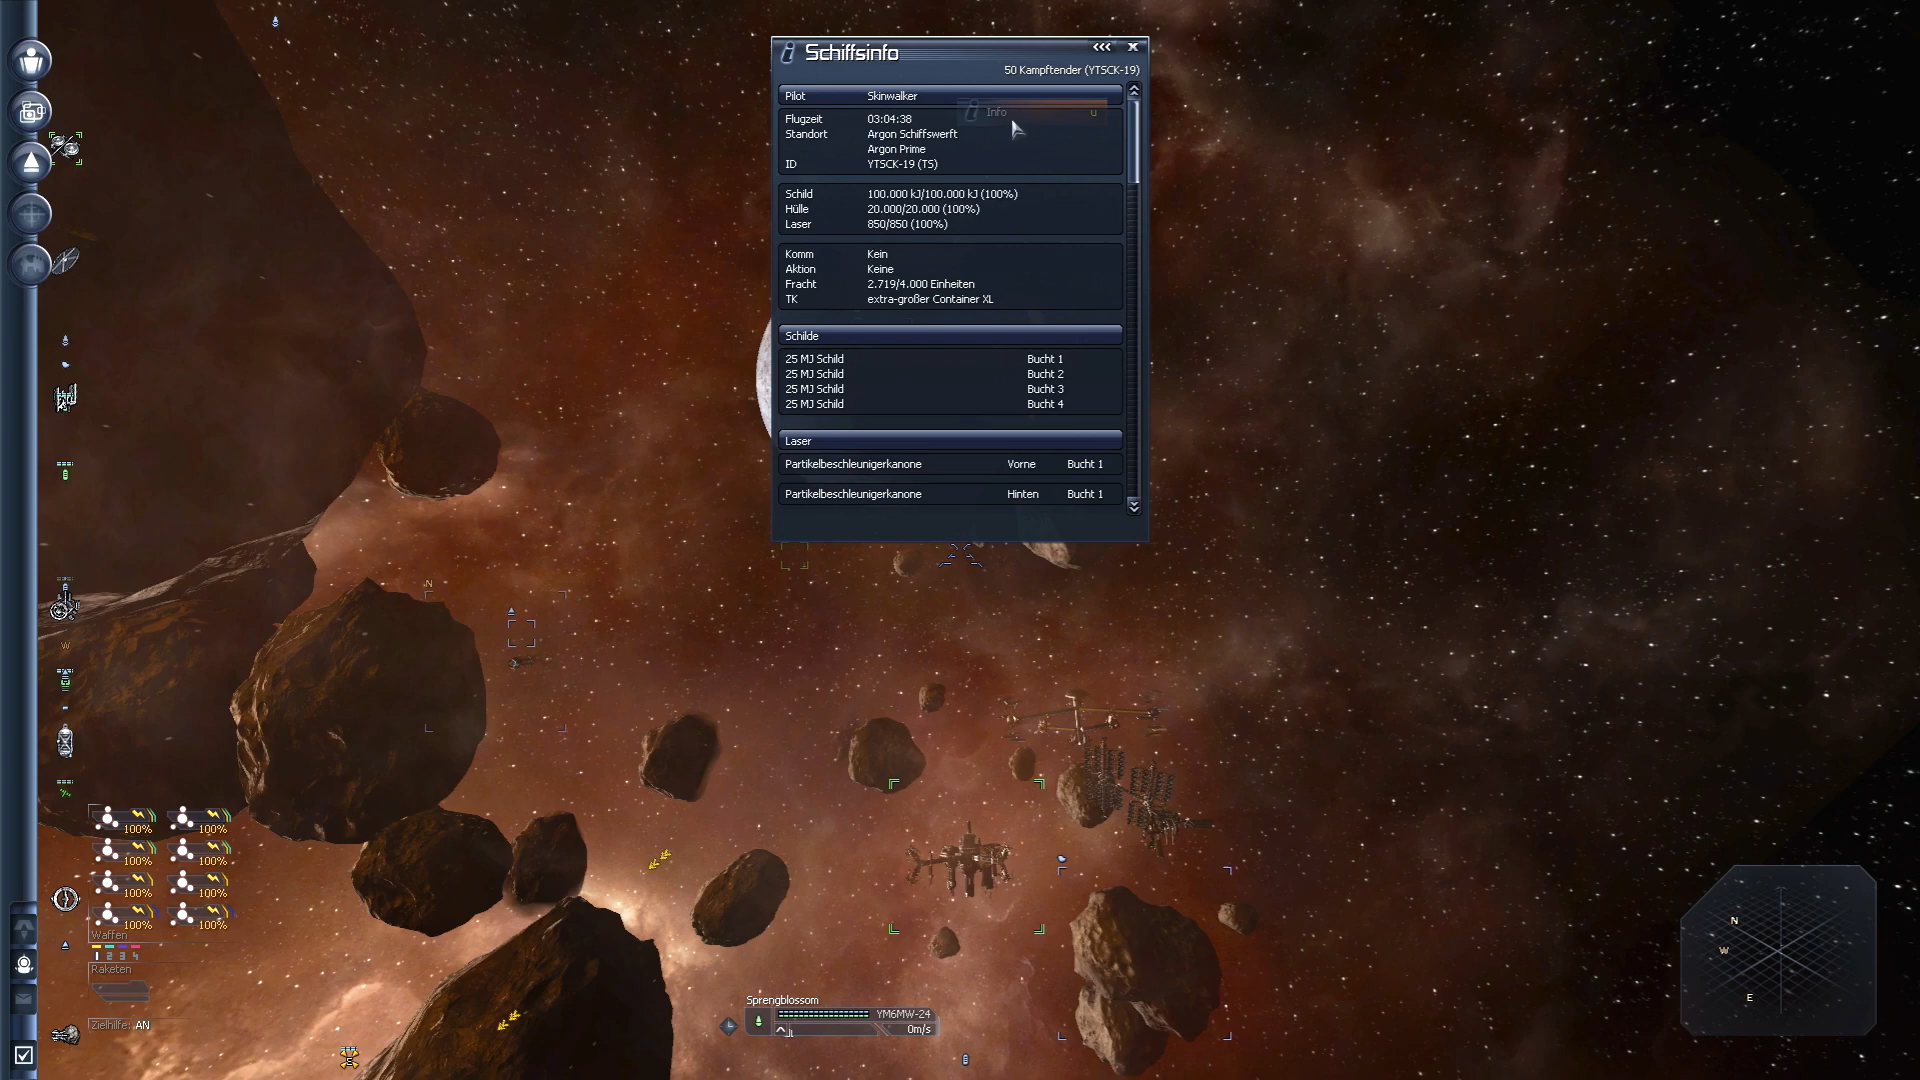 Schiffsinfo
50 Kampftender (YTSCK-19)
Pilot Skinwalker
Info u
Flugzeit 03:04:38
Standort Argon Schiffswerft
Argon Prime
ID YTSCK-19 (TS)
Schild 100.000 kJ/100.000 kJ (100%)
Hülle 20.000/20.000 (100%)
Laser 850/850 (100%)
Komm Kein
Aktion Keine
Fracht 2.719/4.000 Einheiten
TK extra-großer Container XL
Schilde
25 MJ Schild Bucht 1
25 MJ Schild Bucht 2
25 MJ Schild Bucht 3
25 MJ Schild Bucht 4
Laser
Partikelbeschleunigerkanone Vorne Bucht 1
Partikelbeschleunigerkanone Hinten Bucht 1
N
W
100% 100%
100% 100%
100% 100%
100% 100%
Waffen
1 2 3 4
Raketen
Zielhilfe: AN
Sprengblossom
YM6MW-24
0m/s
N
W
E